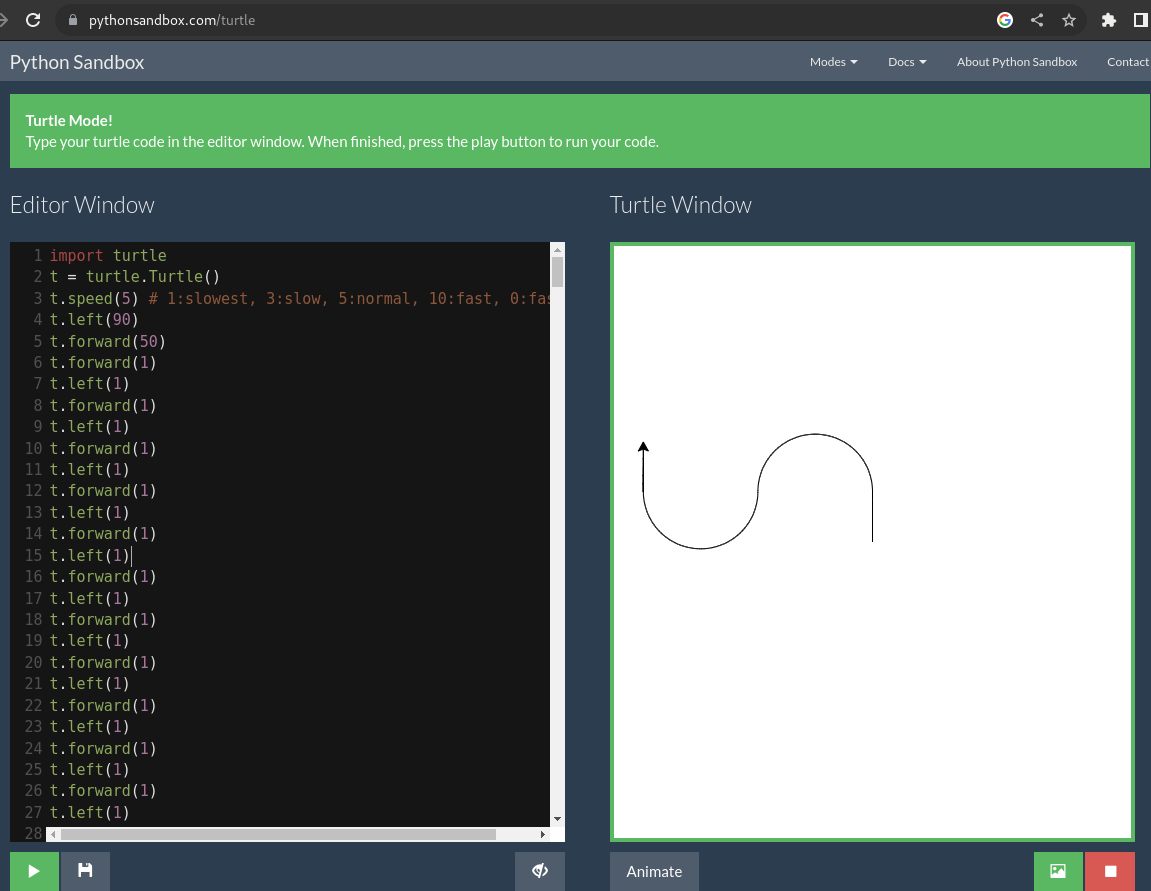 pythonsandbox.com/turtle
Python Sandbox
Modes
Docs
About Python Sandbox
Contact
Turtle Mode!
Type your turtle code in the editor window. When finished, press the play button to run your code.
Editor Window
Turtle Window
1 import turtle
2 t = turtle.Turtle()
3 t.speed(5) # 1:slowest, 3:slow, 5:normal, 10:fast, 0:fas
4 t.left(90)
5 t.forward(50)
6 t.forward(1)
7 t.left(1)
8 t.forward(1)
9 t.left(1)
10 t.forward(1)
11 t.left(1)
12 t.forward(1)
13 t.left(1)
14 t.forward(1)
15 t.left(1)
16 t.forward(1)
17 t.left(1)
18 t.forward(1)
19 t.left(1)
20 t.forward(1)
21 t.left(1)
22 t.forward(1)
23 t.left(1)
24 t.forward(1)
25 t.left(1)
26 t.forward(1)
27 t.left(1)
28
Animate